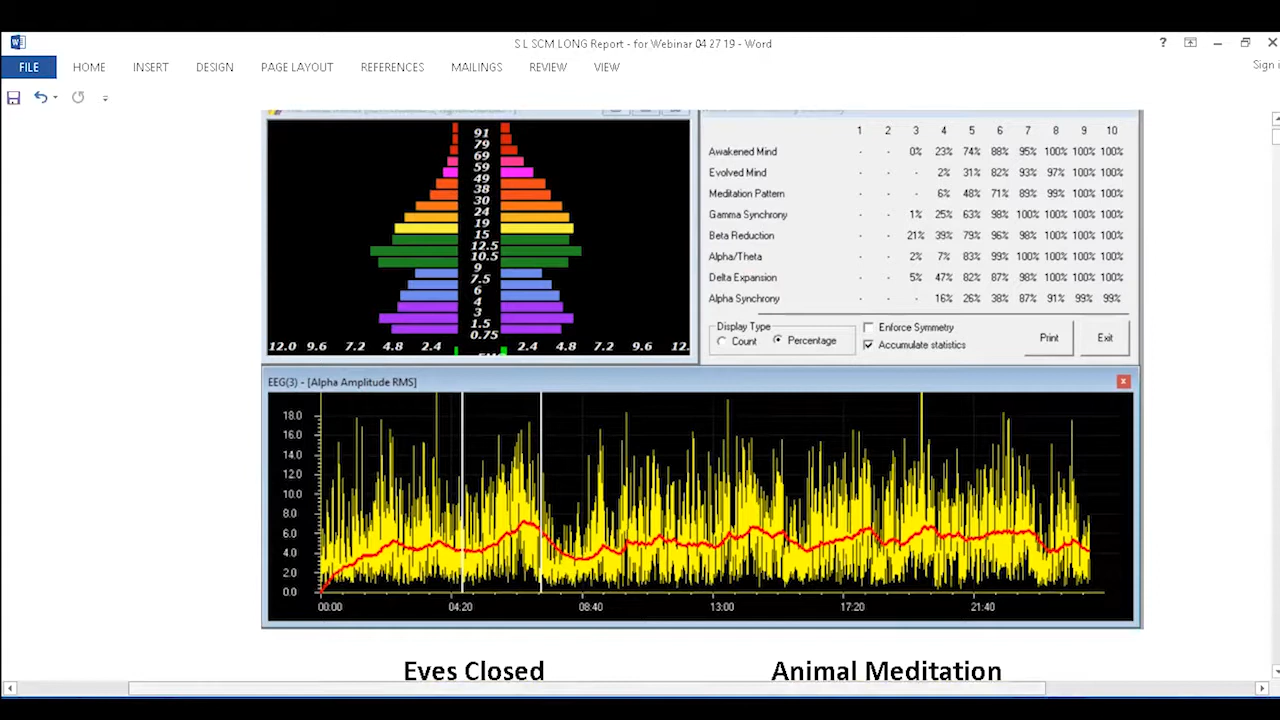 S L SCM LONG Report - for Webinar 04 27 19 - Word
?
FILE HOME INSERT DESIGN PAGE LAYOUT REFERENCES MAILINGS REVIEW VIEW
Sign i
91
79
69
59
49
38
30
24
19
15
12.5
10.5
9
7.5
6
4
3
1.5
0.75
12.0 9.6 7.2 4.8 2.4 2.4 4.8 7.2 9.6 12.
1 2 3 4 5 6 7 8 9 10
Awakened Mind - - 0% 23% 74% 88% 95% 100% 100% 100%
Evolved Mind - - - 2% 31% 82% 93% 97% 100% 100%
Meditation Pattern - - - 6% 48% 71% 89% 99% 100% 100%
Gamma Synchrony - - 1% 25% 63% 98% 100% 100% 100% 100%
Beta Reduction - - 21% 39% 79% 96% 98% 100% 100% 100%
Alpha/Theta - - 2% 7% 83% 99% 100% 100% 100% 100%
Delta Expansion - - 5% 47% 82% 87% 98% 100% 100% 100%
Alpha Synchrony - - - 16% 26% 38% 87% 91% 99% 99%
Display Type
Count Percentage
Enforce Symmetry
Accumulate statistics
Print
Exit
EEG(3) - [Alpha Amplitude RMS]
18.0
16.0
14.0
12.0
10.0
8.0
6.0
4.0
2.0
0.0
00:00 04:20 08:40 13:00 17:20 21:40
Eyes Closed Animal Meditation